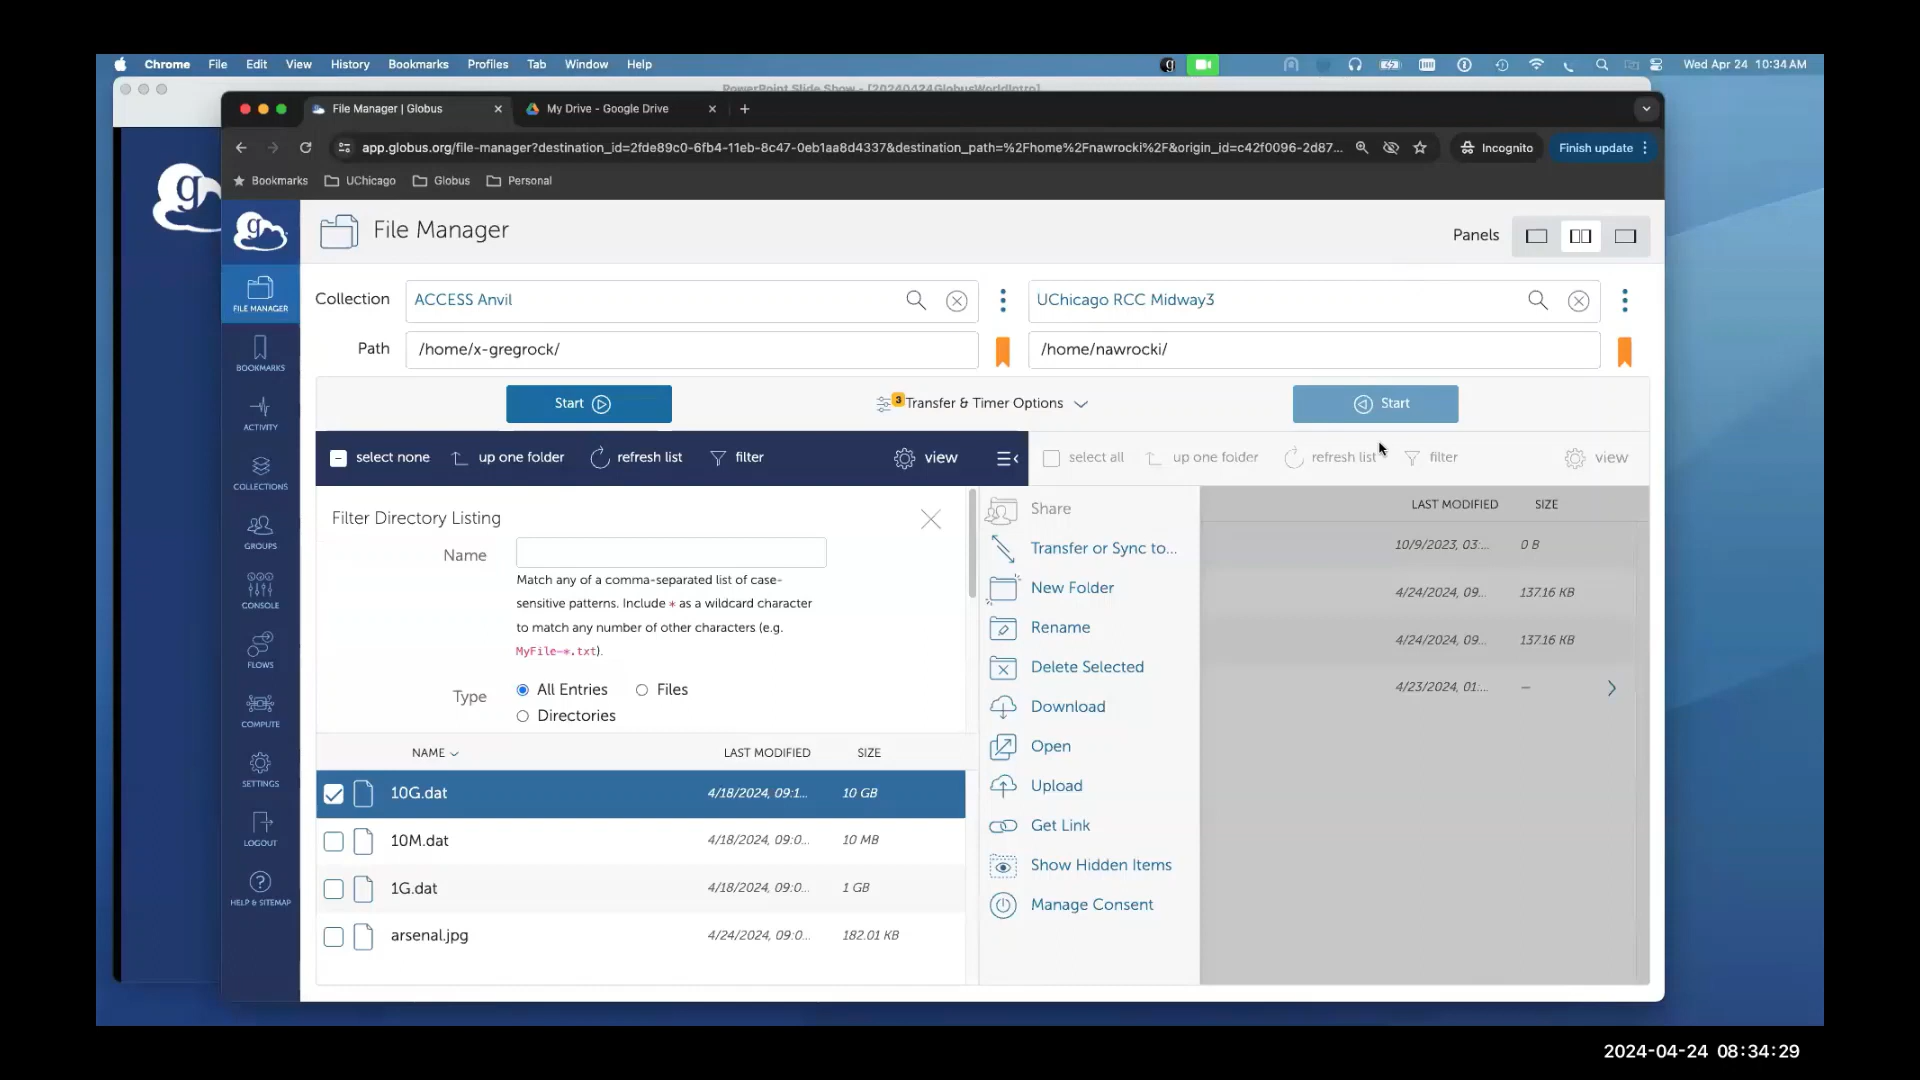 Chrome File Edit View History Bookmarks Profiles Tab Window Help Wed Apr 24 10:34 AM
PowerPoint Slide Show - [20240424GlobusWorldIntro]
File Manager | Globus My Drive - Google Drive
app.globus.org/file-manager?destination_id=2fde89c0-6fb4-11eb-8c47-0eb1aa8d4337&destination_path=%2Fhome%2Fnawrocki%2F&origin_id=c42f0096-2d87... Incognito Finish update
Bookmarks UChicago Globus Personal
g
File Manager
Panels
FILE MANAGER
BOOKMARKS
ACTIVITY
COLLECTIONS
GROUPS
CONSOLE
FLOWS
COMPUTE
SETTINGS
LOGOUT
HELP & SITEMAP
Collection ACCESS Anvil UChicago RCC Midway3
Path /home/x-gregrock/ /home/nawrocki/
Start 3 Transfer & Timer Options Start
select none up one folder refresh list filter view select all up one folder refresh list filter view
Filter Directory Listing
Name
Match any of a comma-separated list of case-
sensitive patterns. Include * as a wildcard character
to match any number of other characters (e.g.
MyFile-*.txt).
Type All Entries Files
Directories
NAME LAST MODIFIED SIZE
10G.dat 4/18/2024, 09:1... 10 GB
10M.dat 4/18/2024, 09:0... 10 MB
1G.dat 4/18/2024, 09:0... 1 GB
arsenal.jpg 4/24/2024, 09:0... 182.01 KB
Share
Transfer or Sync to...
New Folder
Rename
Delete Selected
Download
Open
Upload
Get Link
Show Hidden Items
Manage Consent
LAST MODIFIED SIZE
10/9/2023, 03:... 0 B
4/24/2024, 09... 137.16 KB
4/24/2024, 09... 137.16 KB
4/23/2024, 01:... —
2024-04-24 08:34:29